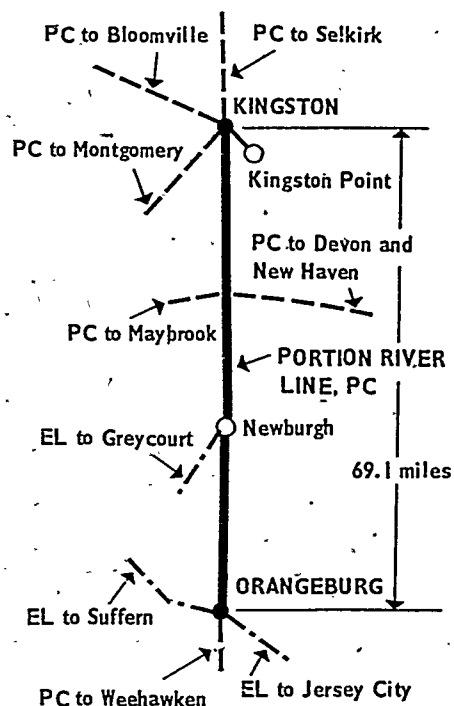 PC to Bloomville
PC to Selkirk
KINGSTON
PC to Montgomery
Kingston Point
PC to Devon and
New Haven
PC to Maybrook
PORTION RIVER
LINE, PC
EL to Greycourt
Newburgh
69.1 miles
ORANGEBURG
EL to Suffern
PC to Weehawken
EL to Jersey City